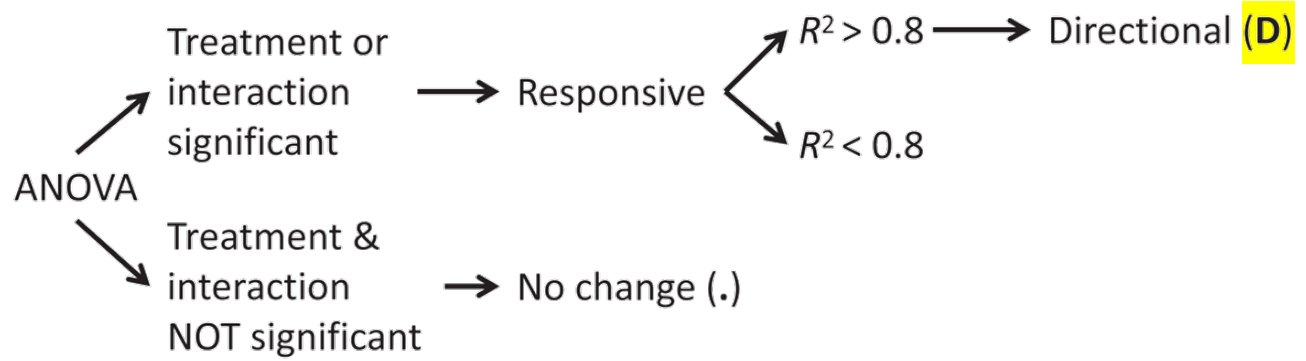 ANOVA
Treatment or
interaction
significant
Responsive
R² > 0.8
Directional (D)
R² < 0.8
Treatment &
interaction
NOT significant
No change (.)